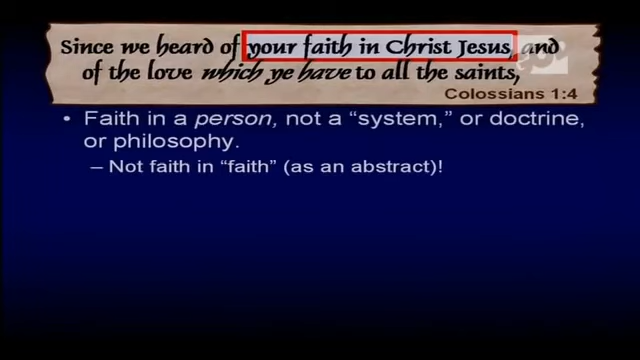 Since we heard of your faith in Christ Jesus, and
of the love which ye have to all the saints,
Colossians 1:4
• Faith in a person, not a “system,” or doctrine,
or philosophy.
– Not faith in “faith” (as an abstract)!